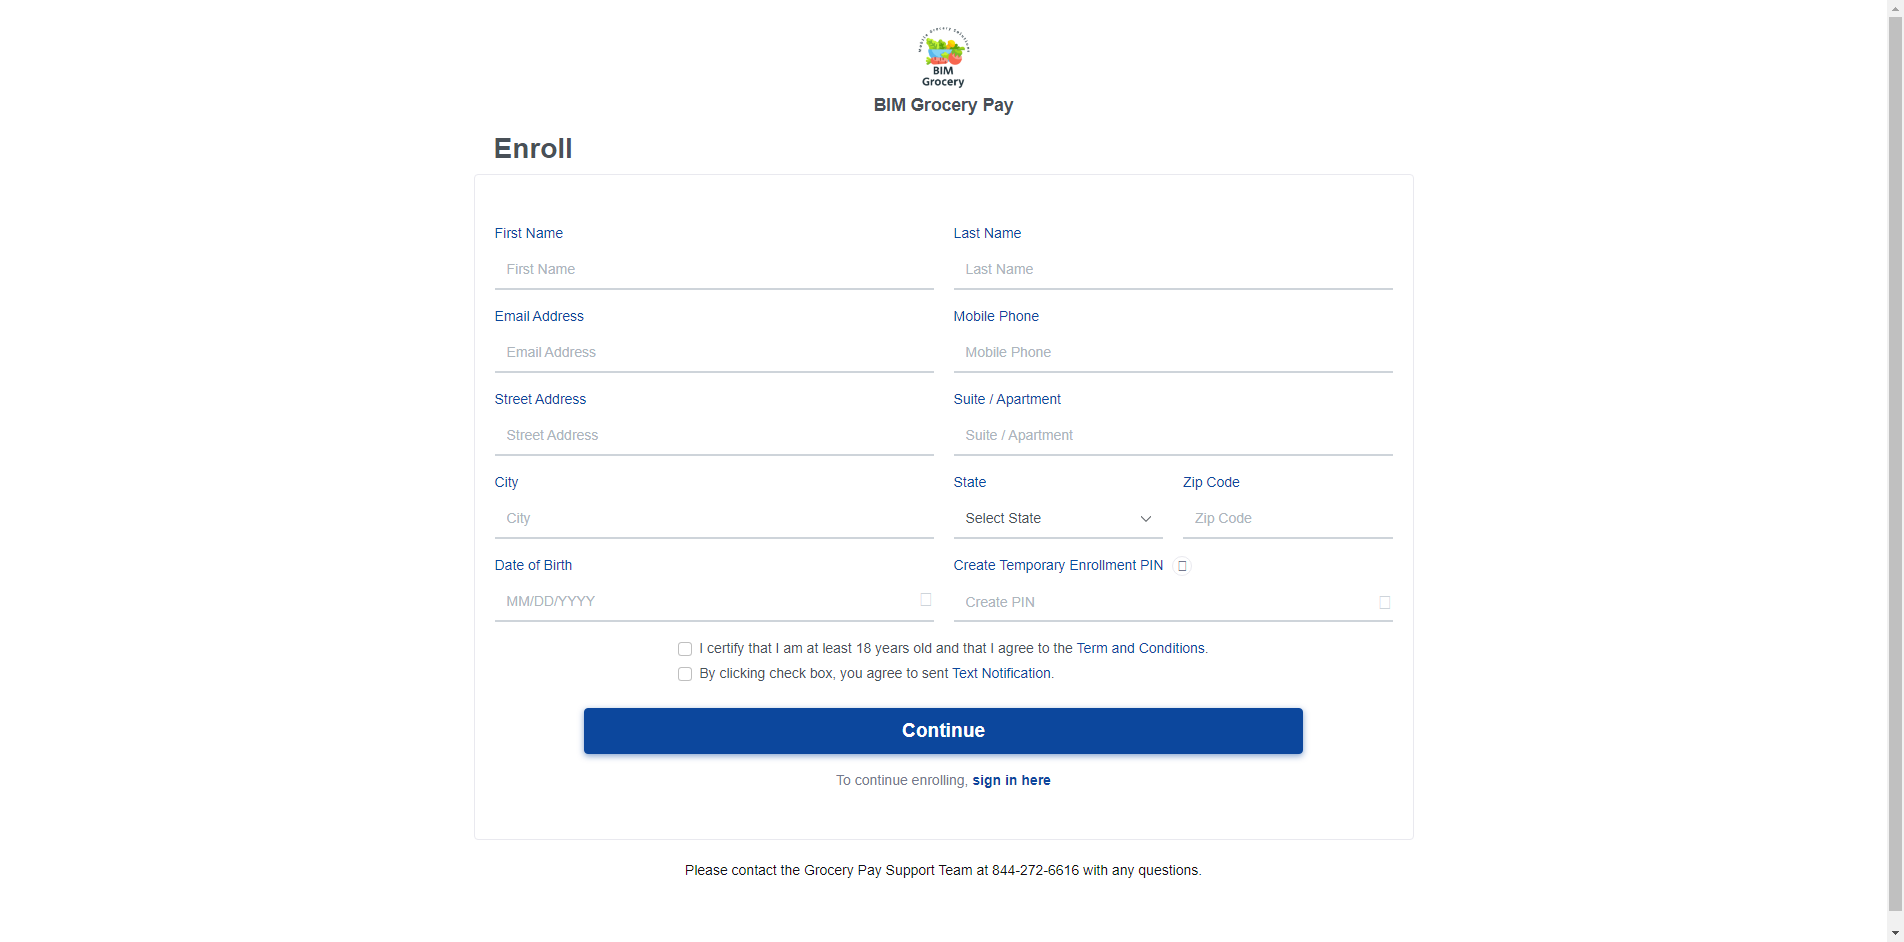 Mobile Grocery Solutions
BIM
Grocery
BIM Grocery Pay
Enroll
First Name
Last Name
First Name
Last Name
Email Address
Mobile Phone
Email Address
Mobile Phone
Street Address
Suite / Apartment
Street Address
Suite / Apartment
City
State
Zip Code
City
Select State
Zip Code
Date of Birth
Create Temporary Enrollment PIN
MM/DD/YYYY
Create PIN
I certify that I am at least 18 years old and that I agree to the Term and Conditions.
By clicking check box, you agree to sent Text Notification.
Continue
To continue enrolling, sign in here
Please contact the Grocery Pay Support Team at 844-272-6616 with any questions.